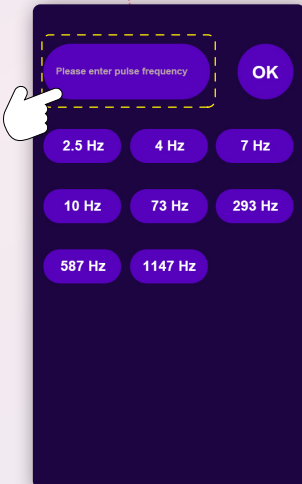 Please enter pulse frequency
OK
2.5 Hz
4 Hz
7 Hz
10 Hz
73 Hz
293 Hz
587 Hz
1147 Hz